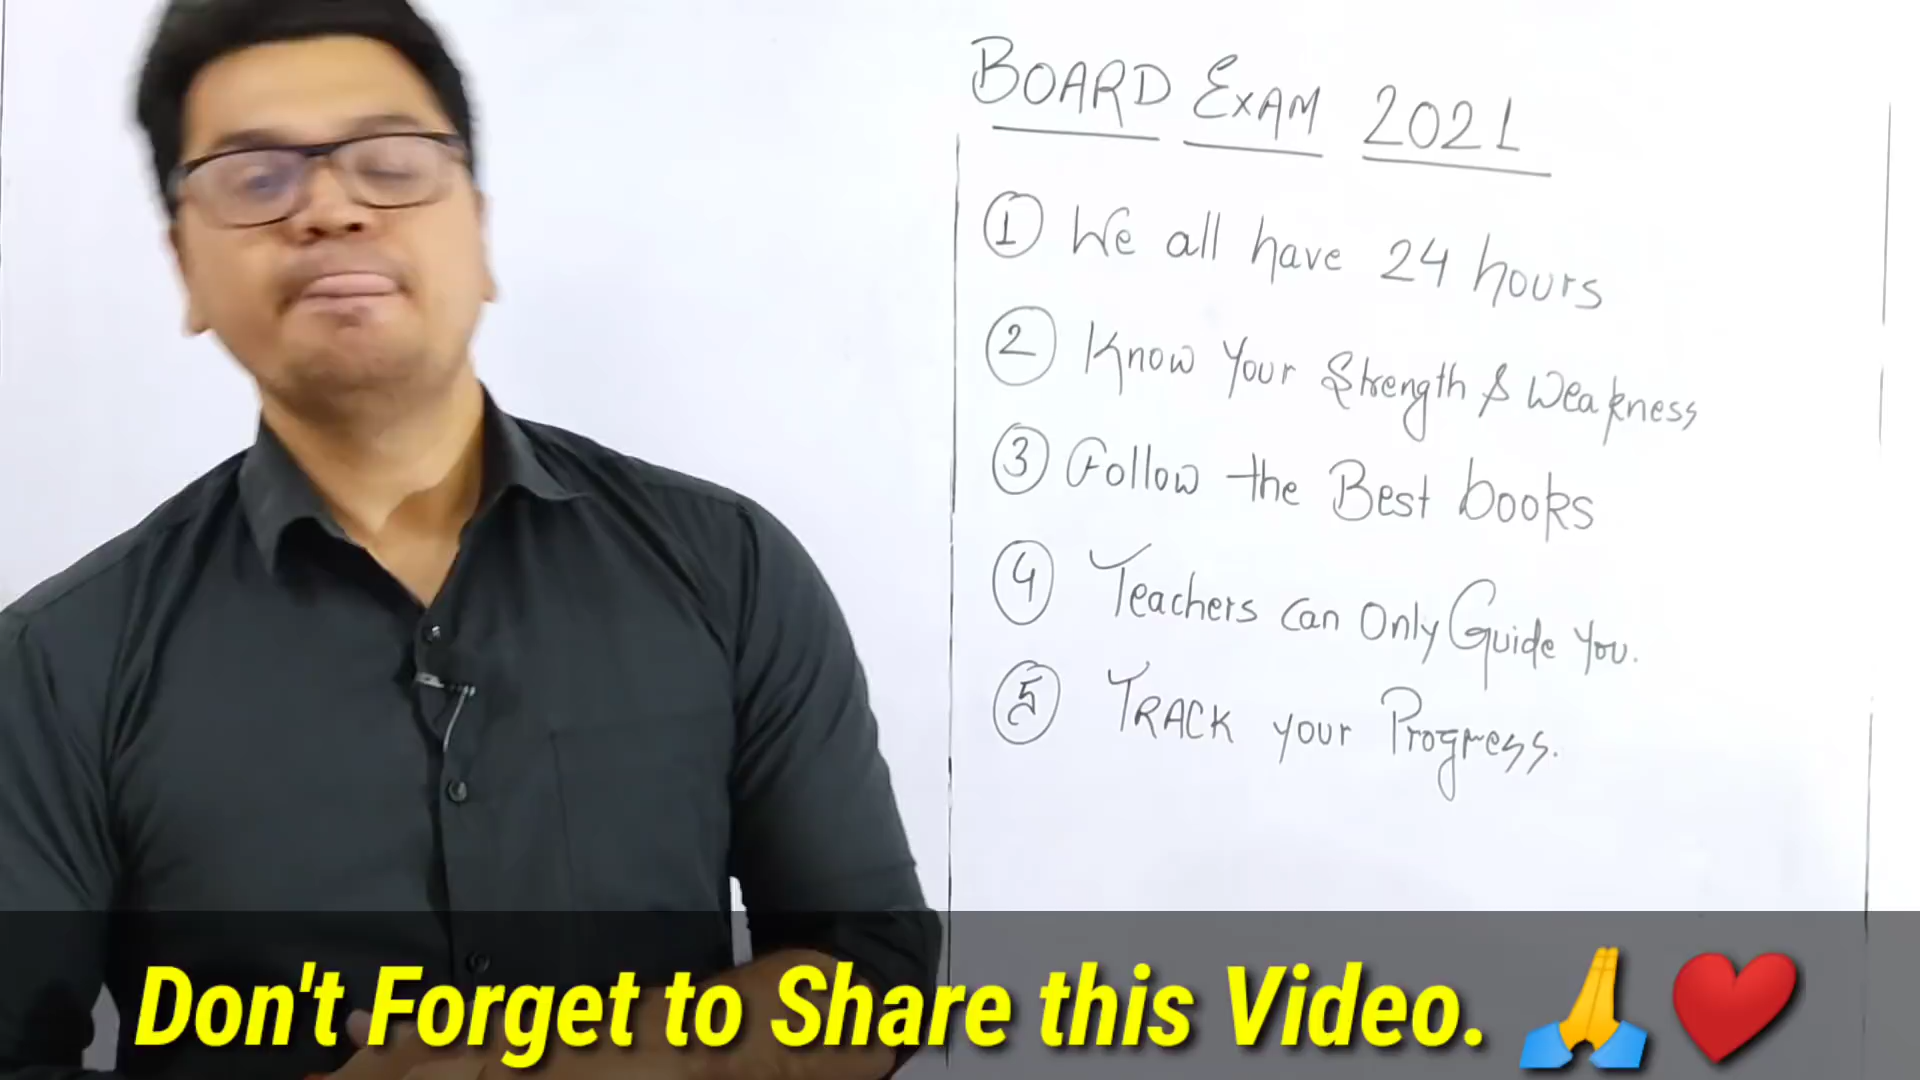 BOARD EXAM 2021
1 We all have 24 hours
2 Know Your Strength & Weakness
3 Follow the Best books
4 Teachers can Only Guide You.
5 TRACK your Progress.
Don't Forget to Share this Video. 🙏 ❤️